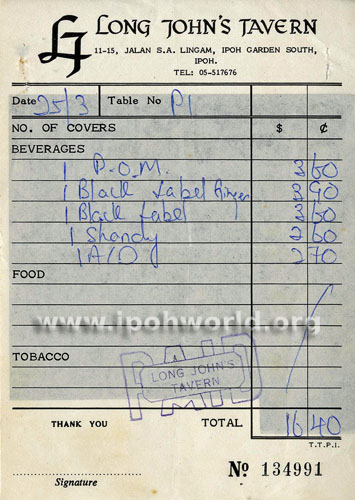 LJ LONG JOHN'S TAVERN
11-15, JALAN S.A. LINGAM, IPOH GARDEN SOUTH,
IPOH.
TEL: 05-517676
Date 25/3 Table No P1
NO. OF COVERS $ ¢
BEVERAGES
1 P.O.M. 3 60
1 Black Label Ginger 3 90
1 Black Label 3 60
1 Shandy 2 60
1 A/D 2 70
FOOD
www.ipohworld.org
TOBACCO
PAID
LONG JOHN'S
TAVERN
THANK YOU TOTAL 16 40
T.T.P.I.
Signature No 134991